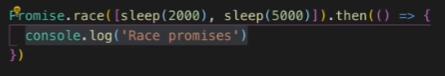 Promise.race([sleep(2000), sleep(5000)]).then(() => {
  console.log('Race promises')
})